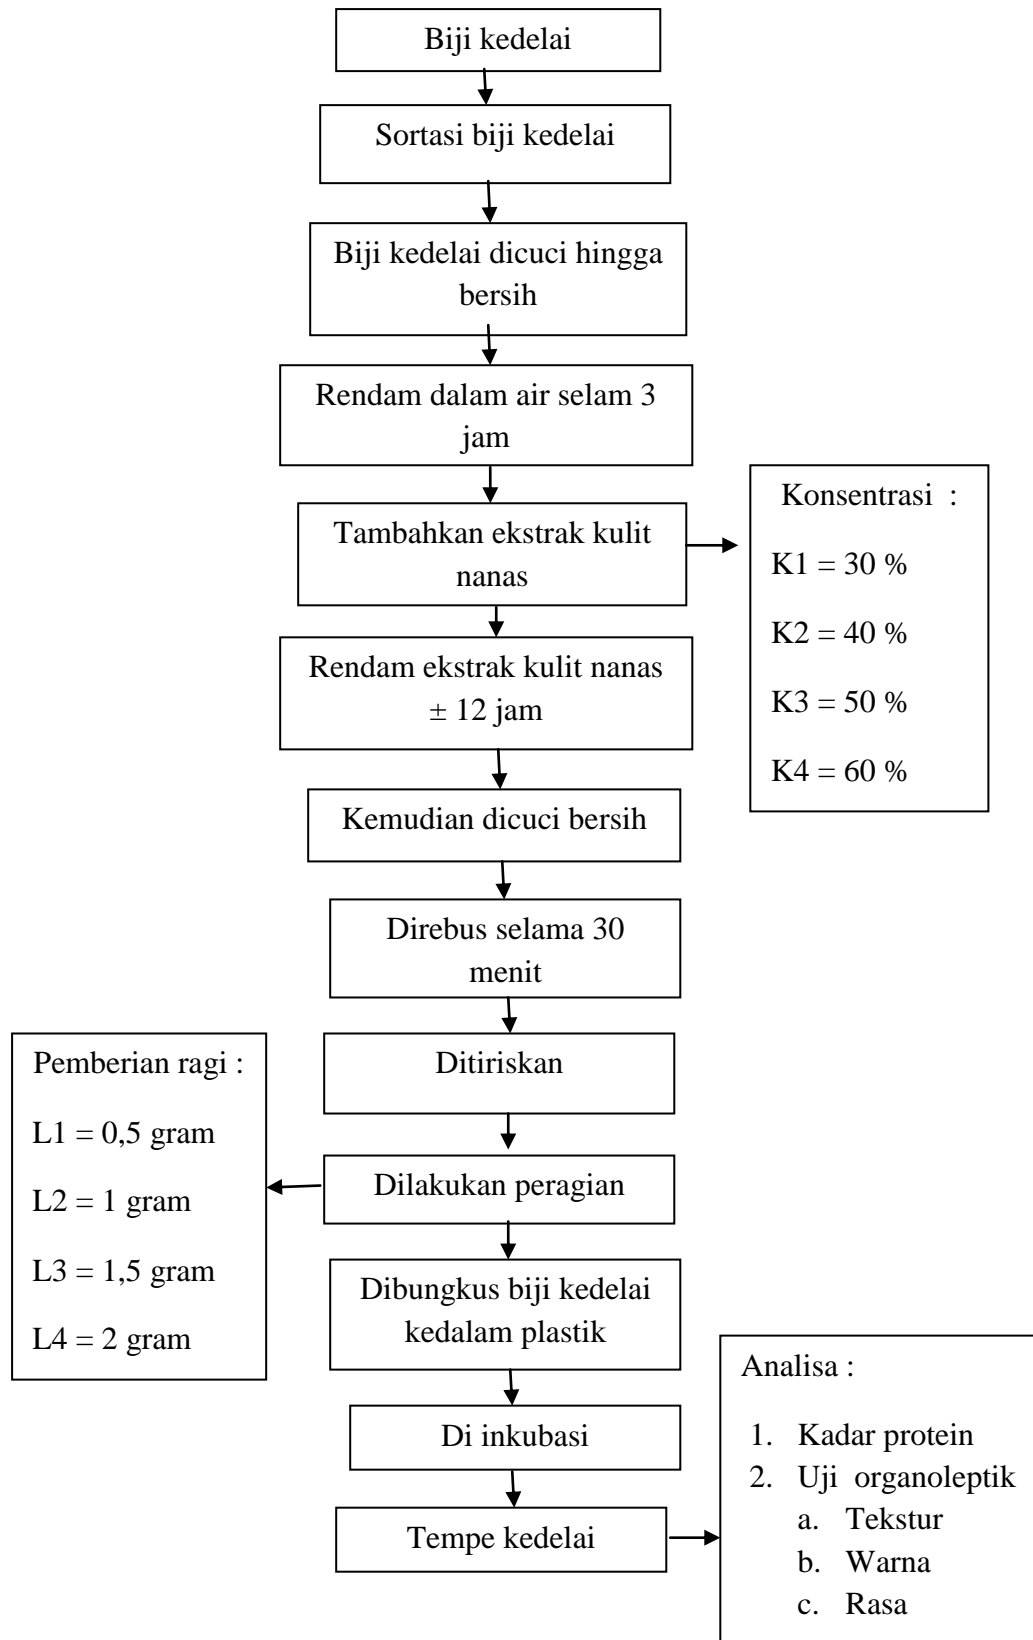 Biji kedelai
Sortasi biji kedelai
Biji kedelai dicuci hingga
bersih
Rendam dalam air selam 3
jam
Tambahkan ekstrak kulit
nanas
Konsentrasi :
K1 = 30 %
K2 = 40 %
K3 = 50 %
K4 = 60 %
Rendam ekstrak kulit nanas
± 12 jam
Kemudian dicuci bersih
Direbus selama 30
menit
Ditiriskan
Dilakukan peragian
Pemberian ragi :
L1 = 0,5 gram
L2 = 1 gram
L3 = 1,5 gram
L4 = 2 gram
Dibungkus biji kedelai
kedalam plastik
Di inkubasi
Tempe kedelai
Analisa :
1. Kadar protein
2. Uji organoleptik
a. Tekstur
b. Warna
c. Rasa